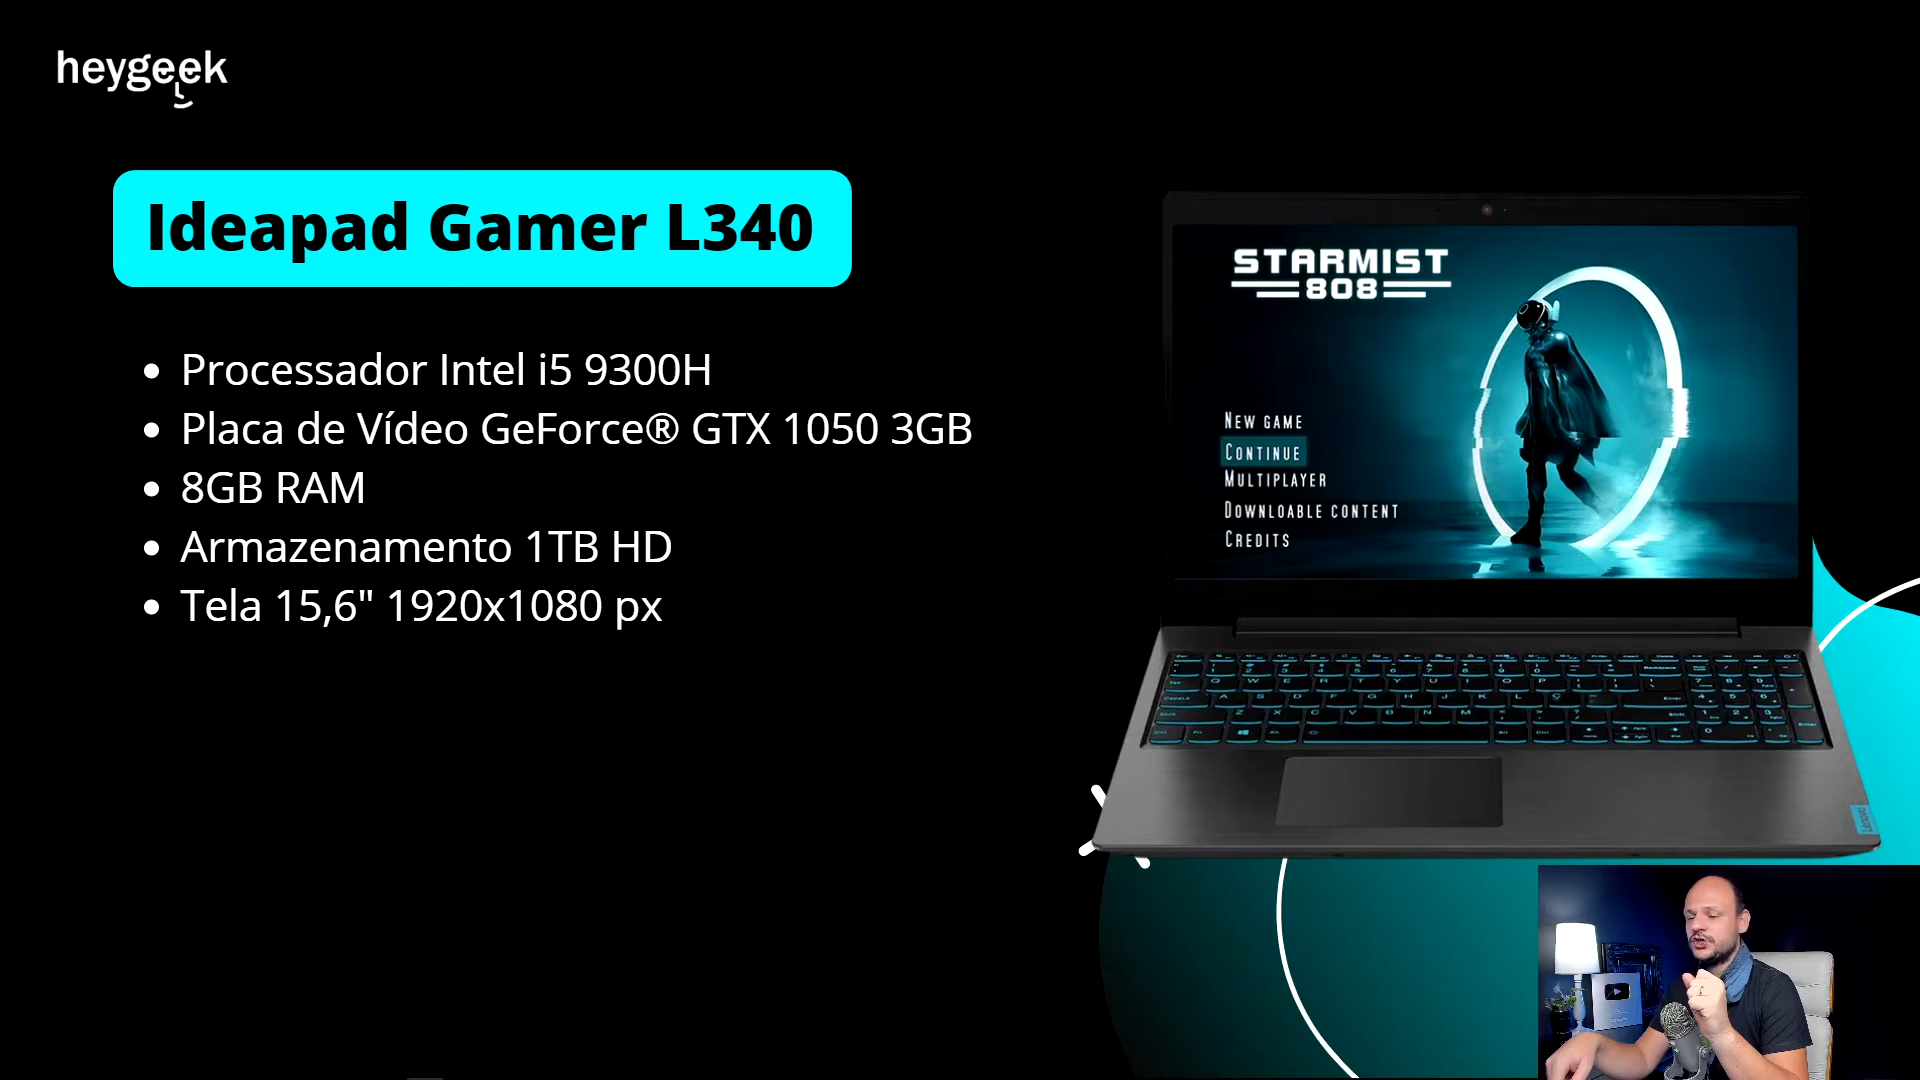 heygeek
Ideapad Gamer L340
Processador Intel i5 9300H
Placa de Vídeo GeForce® GTX 1050 3GB
8GB RAM
Armazenamento 1TB HD
Tela 15,6" 1920x1080 px
STARMIST
808
NEW GAME
CONTINUE
MULTIPLAYER
DOWNLOADABLE CONTENT
CREDITS
Q W E R T Y U I O P
A S D F G H J K L Ç
Z X C V B N M
Lenovo